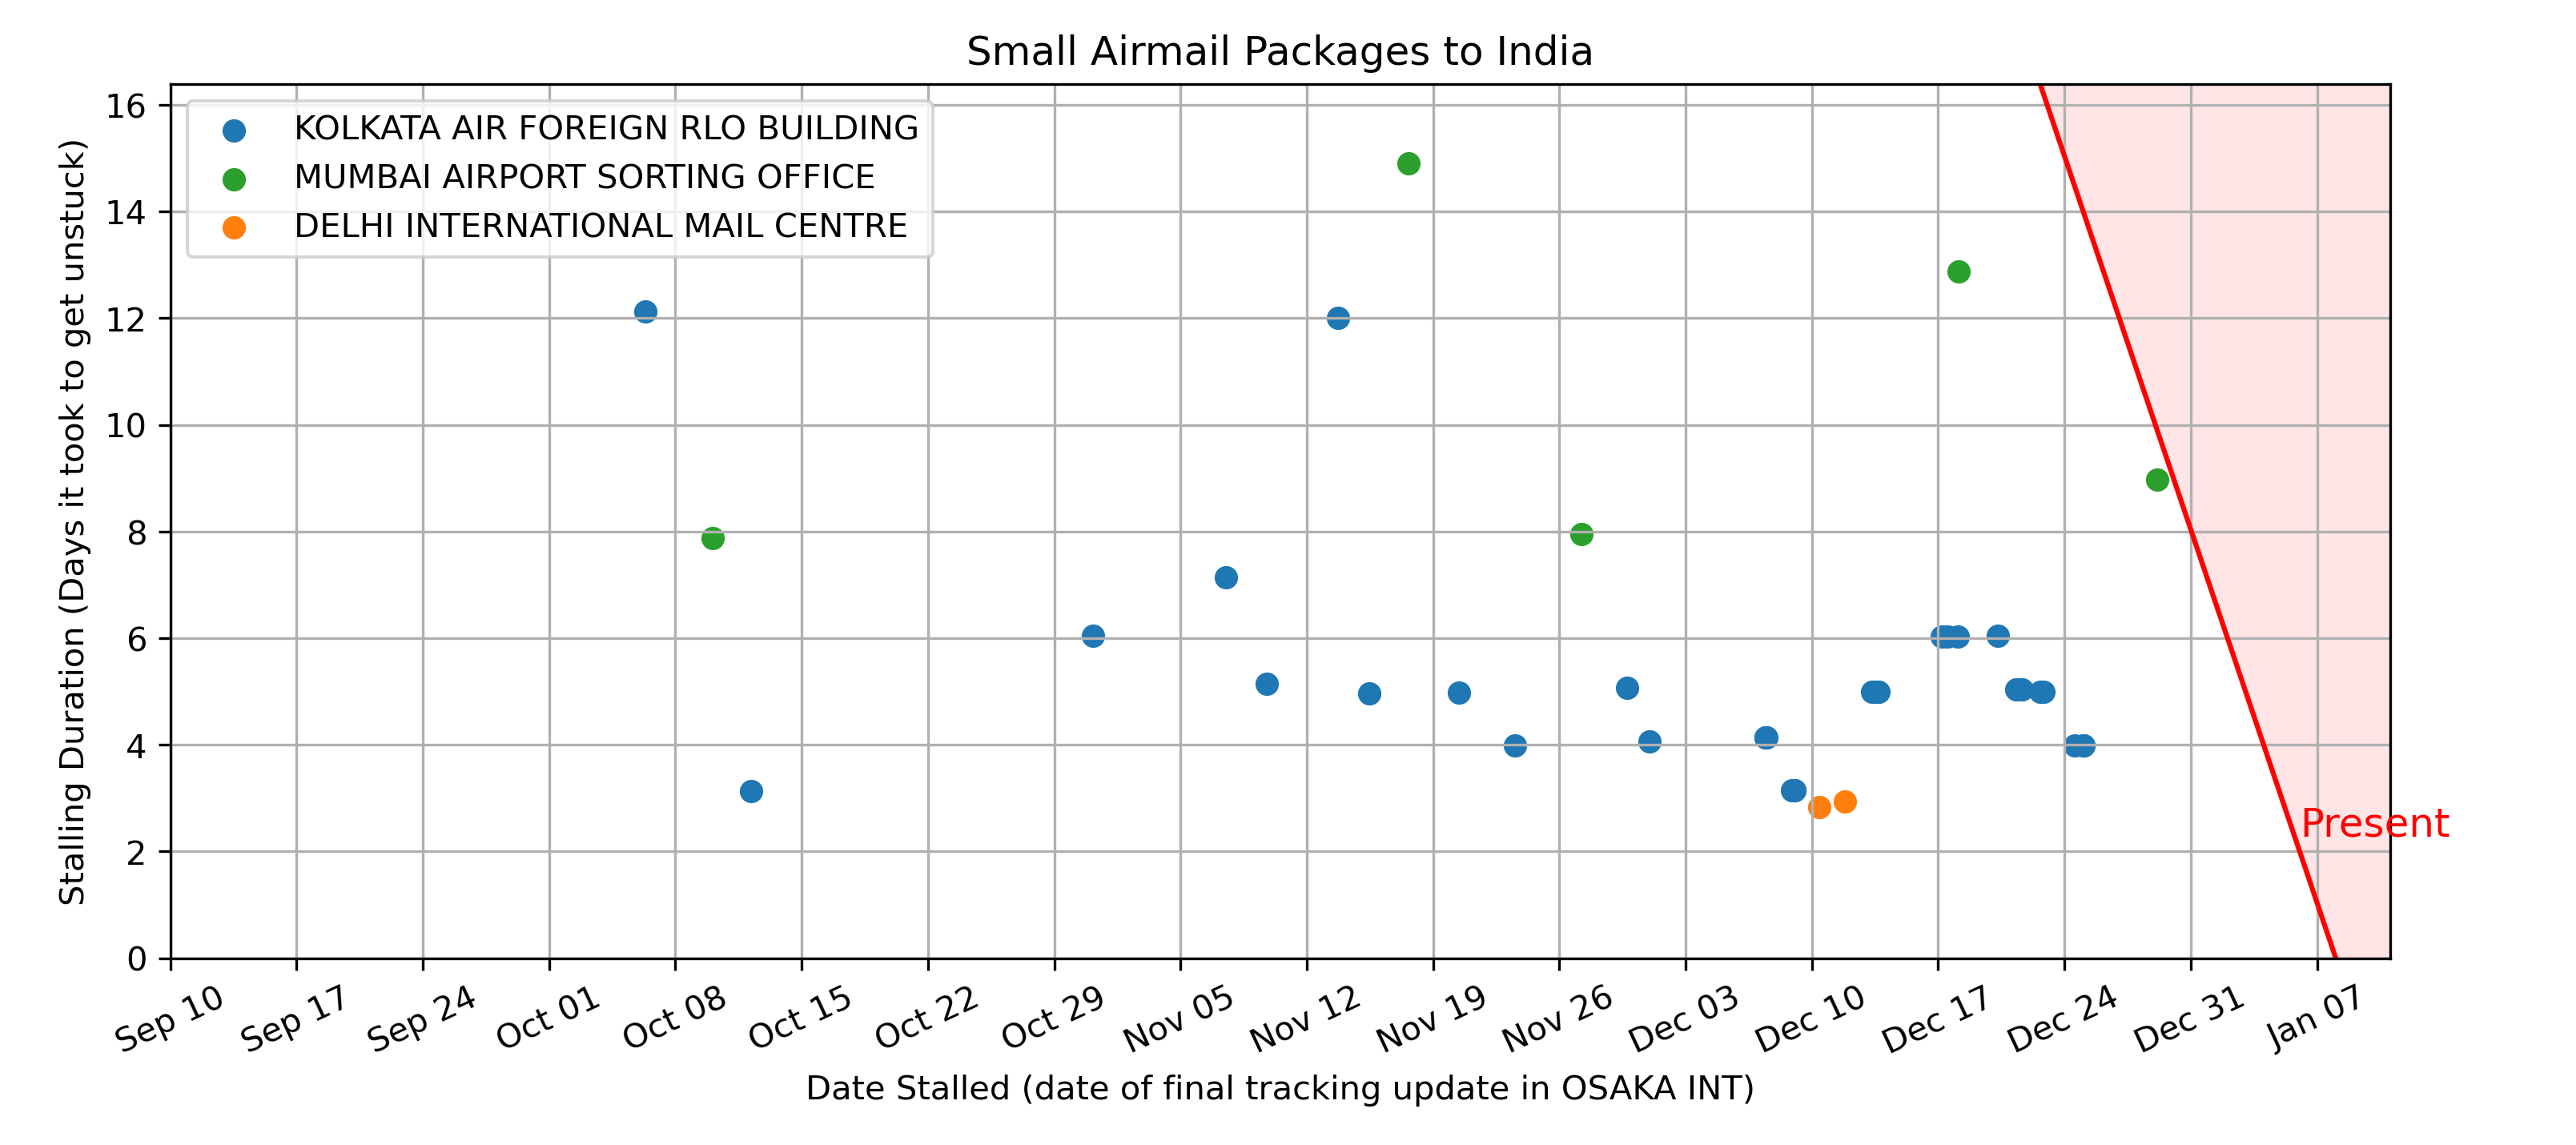 Small Airmail Packages to India
Stalling Duration (Days it took to get unstuck)
16
14
12
10
8
6
4
2
0
KOLKATA AIR FOREIGN RLO BUILDING
MUMBAI AIRPORT SORTING OFFICE
DELHI INTERNATIONAL MAIL CENTRE
Present
Sep 10
Sep 17
Sep 24
Oct 01
Oct 08
Oct 15
Oct 22
Oct 29
Nov 05
Nov 12
Nov 19
Nov 26
Dec 03
Dec 10
Dec 17
Dec 24
Dec 31
Jan 07
Date Stalled (date of final tracking update in OSAKA INT)